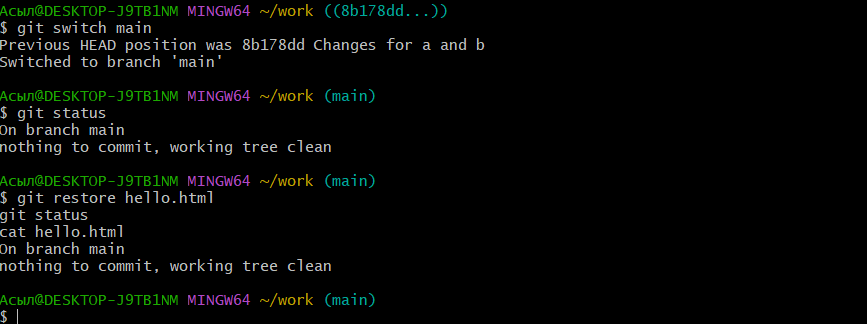 Асыл@DESKTOP-J9TB1NM MINGW64 ~/work ((8b178dd...))
$ git switch main
Previous HEAD position was 8b178dd Changes for a and b
Switched to branch 'main'
Асыл@DESKTOP-J9TB1NM MINGW64 ~/work (main)
$ git status
On branch main
nothing to commit, working tree clean
Асыл@DESKTOP-J9TB1NM MINGW64 ~/work (main)
$ git restore hello.html
git status
cat hello.html
On branch main
nothing to commit, working tree clean
Асыл@DESKTOP-J9TB1NM MINGW64 ~/work (main)
$